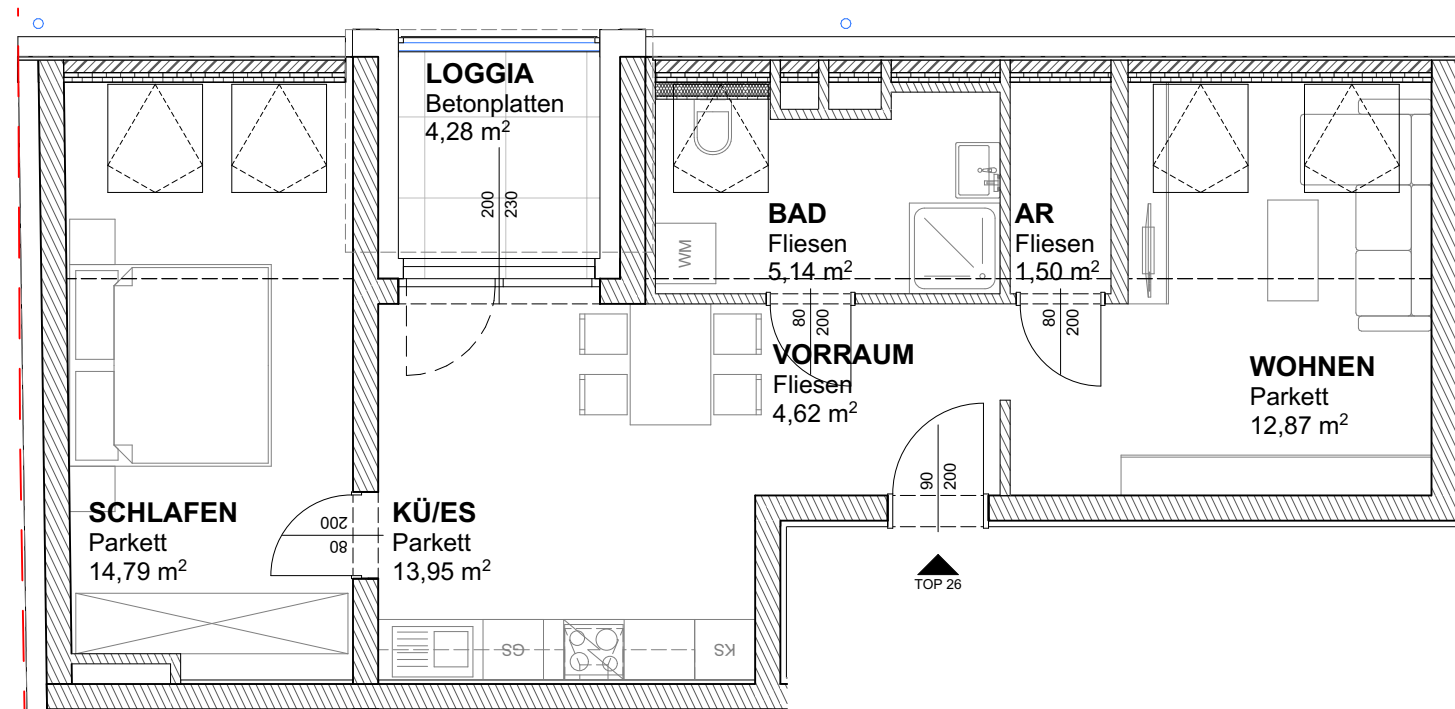 LOGGIA
Betonplatten
4,28 m²
200
230
BAD
Fliesen
5,14 m²
WM
AR
Fliesen
1,50 m²
80
200
80
200
VORRAUM
Fliesen
4,62 m²
WOHNEN
Parkett
12,87 m²
90
200
SCHLAFEN
Parkett
14,79 m²
200
80
KÜ/ES
Parkett
13,95 m²
TOP 26
GS
KS